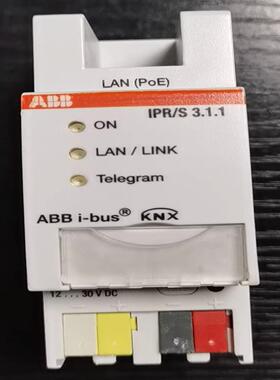 LAN (PoE)
ABB
IPR/S 3.1.1
ON
LAN / LINK
Telegram
ABB i-bus® KNX
12 ... 30 V DC